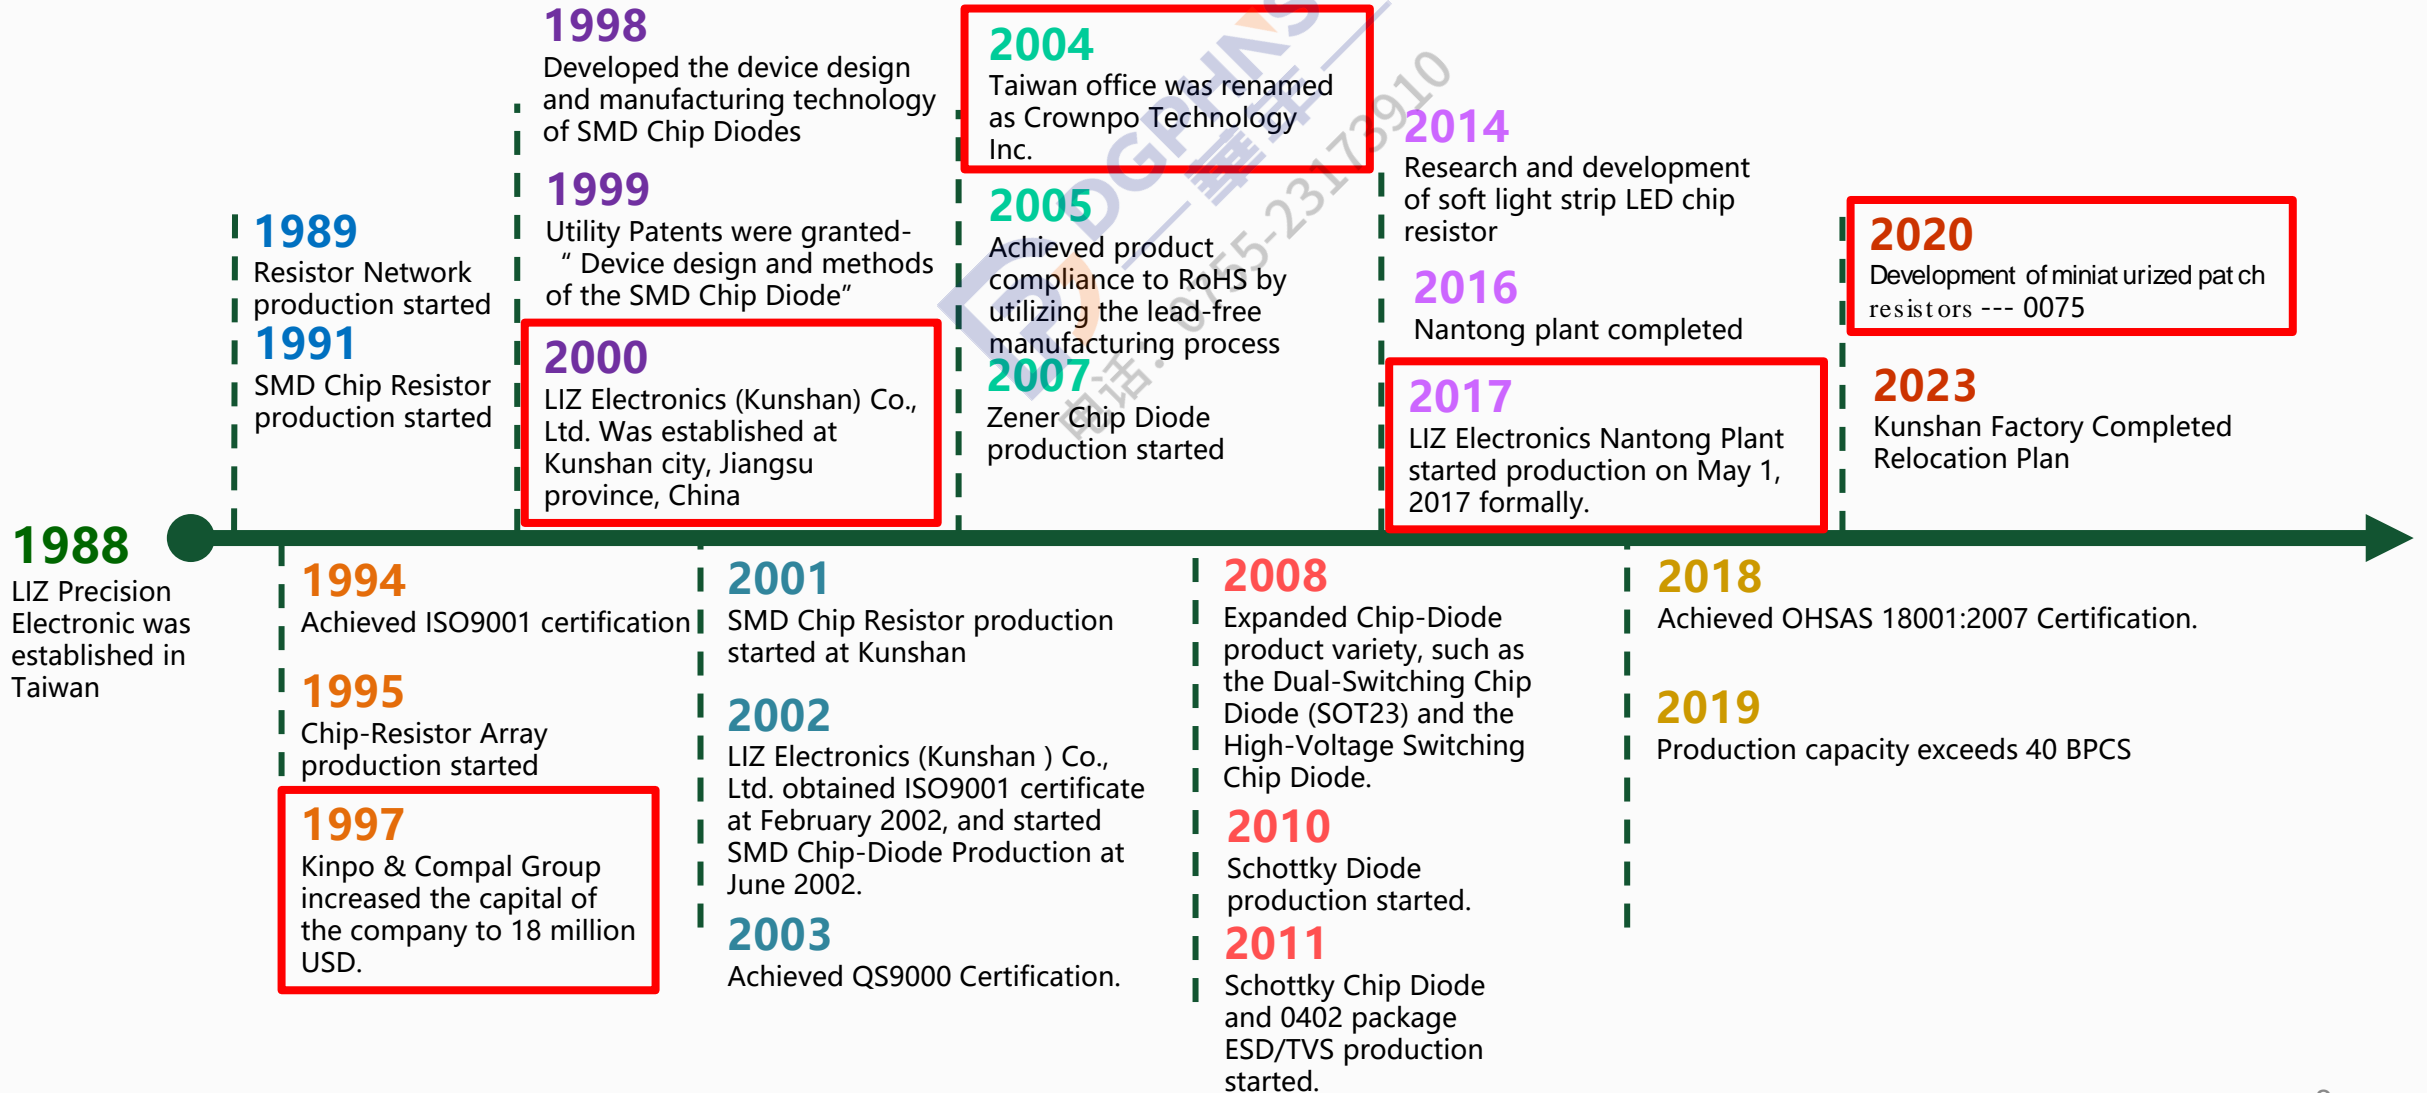 1988
LIZ Precision
Electronic was
established in
Taiwan
1989
Resistor Network
production started
1991
SMD Chip Resistor
production started
1994
Achieved ISO9001 certification
1995
Chip-Resistor Array
production started
1997
Kinpo & Compal Group
increased the capital of
the company to 18 million
USD.
1998
Developed the device design
and manufacturing technology
of SMD Chip Diodes
1999
Utility Patents were granted-
“ Device design and methods
of the SMD Chip Diode”
2000
LIZ Electronics (Kunshan) Co.,
Ltd. Was established at
Kunshan city, Jiangsu
province, China
2001
SMD Chip Resistor production
started at Kunshan
2002
LIZ Electronics (Kunshan ) Co.,
Ltd. obtained ISO9001 certificate
at February 2002, and started
SMD Chip-Diode Production at
June 2002.
2003
Achieved QS9000 Certification.
2004
Taiwan office was renamed
as Crownpo Technology
Inc.
2005
Achieved product
compliance to RoHS by
utilizing the lead-free
manufacturing process
2007
Zener Chip Diode
production started
2008
Expanded Chip-Diode
product variety, such as
the Dual-Switching Chip
Diode (SOT23) and the
High-Voltage Switching
Chip Diode.
2010
Schottky Diode
production started.
2011
Schottky Chip Diode
and 0402 package
ESD/TVS production
started.
2014
Research and development
of soft light strip LED chip
resistor
2016
Nantong plant completed
2017
LIZ Electronics Nantong Plant
started production on May 1,
2017 formally.
2018
Achieved OHSAS 18001:2007 Certification.
2019
Production capacity exceeds 40 BPCS
2020
Development of miniaturized patch
resistors --- 0075
2023
Kunshan Factory Completed
Relocation Plan
DGPHNS
电话: 0755-23173910